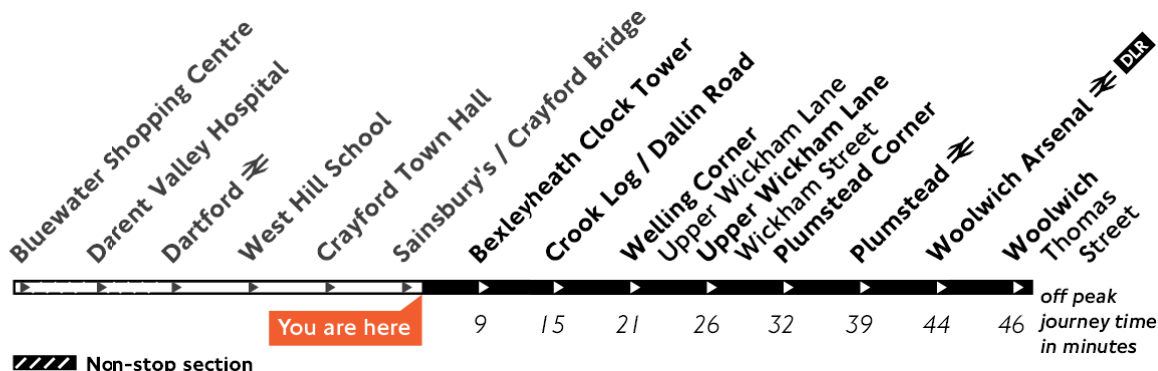 Bluewater Shopping Centre
Darent Valley Hospital
Dartford
West Hill School
Crayford Town Hall
Sainsbury's / Crayford Bridge
Bexleyheath Clock Tower
Crook Log / Dallin Road
Welling Corner
Upper Wickham Lane
Upper Wickham Lane
Wickham Street
Plumstead Corner
Plumstead
Woolwich Arsenal DLR
Woolwich
Thomas
Street
You are here
9 15 21 26 32 39 44 46
off peak
journey time
in minutes
Non-stop section